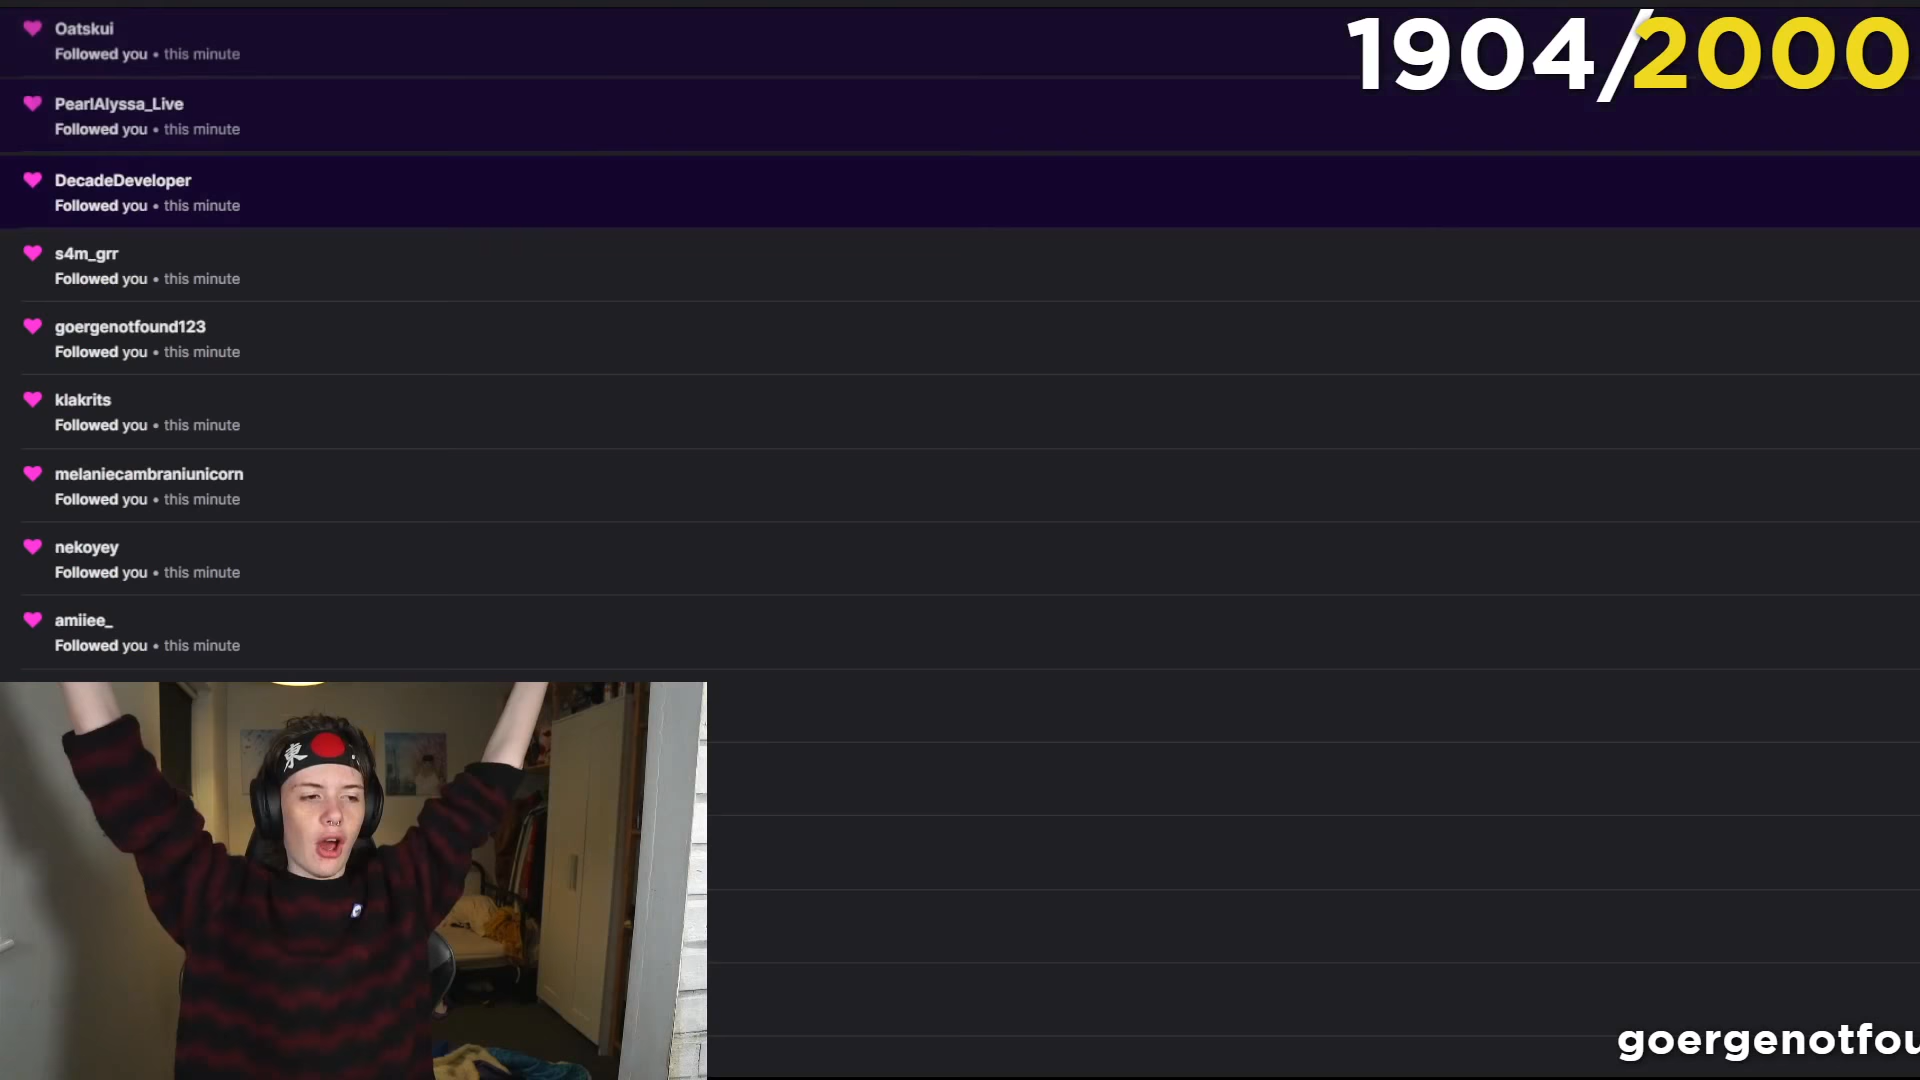 Oatskui
Followed you • this minute
1904/2000
PearlAlyssa_Live
Followed you • this minute
DecadeDeveloper
Followed you • this minute
s4m_grr
Followed you • this minute
goergenotfound123
Followed you • this minute
klakrits
Followed you • this minute
melaniecambraniunicorn
Followed you • this minute
nekoyey
Followed you • this minute
amiiee_
Followed you • this minute
東
goergenotfou